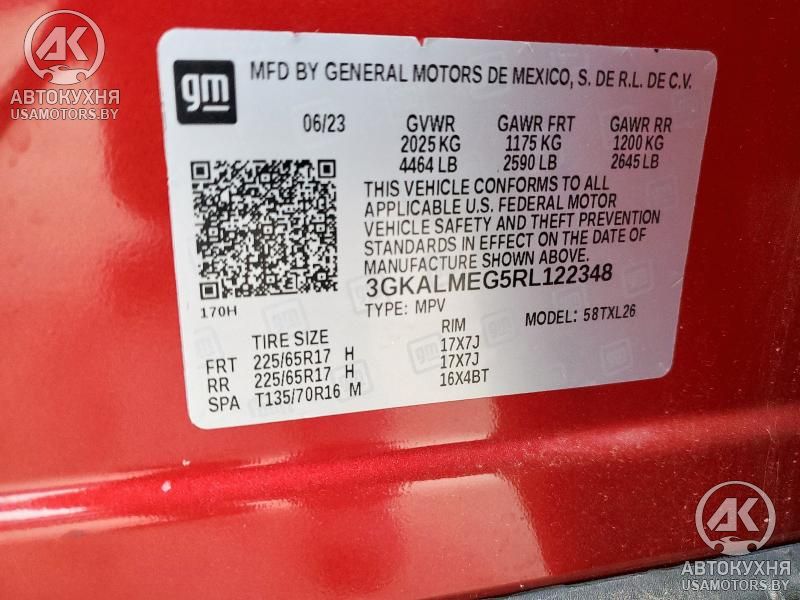 AK
АВТОКУХНЯ
USAMOTORS.BY
gm
MFD BY GENERAL MOTORS DE MEXICO, S. DE R.L. DE C.V.
06/23 GVWR GAWR FRT GAWR RR
2025 KG 1175 KG 1200 KG
4464 LB 2590 LB 2645 LB
THIS VEHICLE CONFORMS TO ALL
APPLICABLE U.S. FEDERAL MOTOR
VEHICLE SAFETY AND THEFT PREVENTION
STANDARDS IN EFFECT ON THE DATE OF
MANUFACTURE SHOWN ABOVE.
3GKALMEG5RL122348
170H
TYPE: MPV MODEL: 58TXL26
TIRE SIZE RIM
FRT 225/65R17 H 17X7J
RR 225/65R17 H 17X7J
SPA T135/70R16 M 16X4BT
AK
АВТОКУХНЯ
USAMOTORS.BY